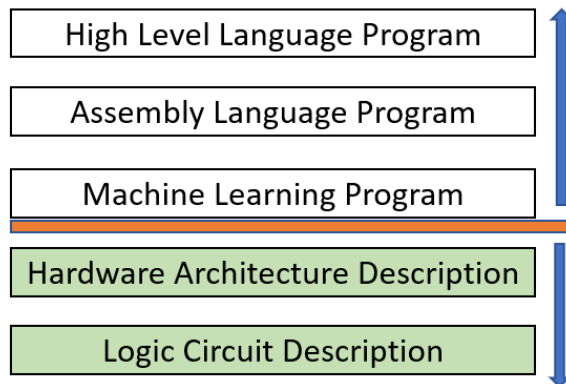 High Level Language Program
Assembly Language Program
Machine Learning Program
Hardware Architecture Description
Logic Circuit Description